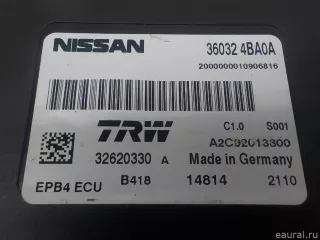 NISSAN 36032 4BA0A
2000000010906816
C1.0 S001
TRW A2C92013300
32620330 A Made in Germany
EPB4 ECU B418 14814 2110
© eaural.ru